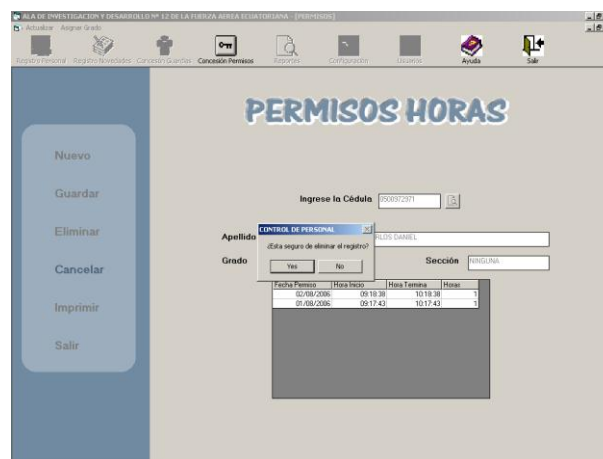 ALA DE INVESTIGACION Y DESARROLLO Nº 12 DE LA FUERZA AEREA ECUATORIANA - [PERMISOS]
Actualizar Asignar Grado
Registro Personal Registro Novedades Concesión Guardias Concesión Permisos Reportes Configuración Usuarios Ayuda Salir
PERMISOS HORAS
Nuevo
Guardar
Eliminar
Cancelar
Imprimir
Salir
Ingrese la Cédula 0500972971
CONTROL DE PERSONAL
¿Esta seguro de eliminar el registro?
Yes No
Apellido DANIEL
Grado Sección NINGUNA
Fecha Permiso Hora Inicio Hora Termina Horas
02/08/2006 09:18:38 10:18:38 1
01/08/2006 09:17:43 10:17:43 1